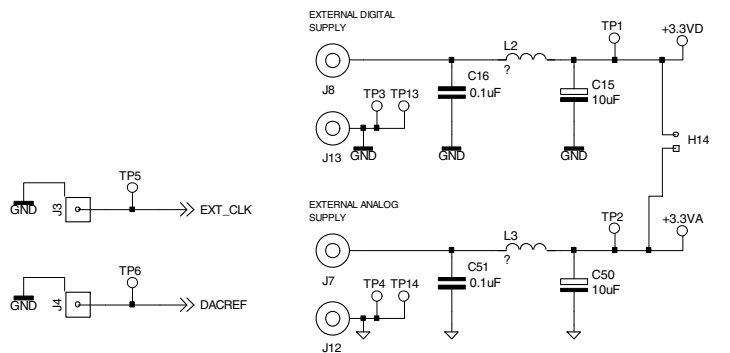 EXTERNAL DIGITAL
SUPPLY
TP1
+3.3VD
L2
?
J8
C16
0.1uF
C15
10uF
TP3 TP13
J13 GND
GND
GND
H14
TP5
GND
J3
EXT_CLK
EXTERNAL ANALOG
SUPPLY
TP2
+3.3VA
L3
?
J7
C51
0.1uF
C50
10uF
TP6
GND
J4
DACREF
TP4 TP14
J12